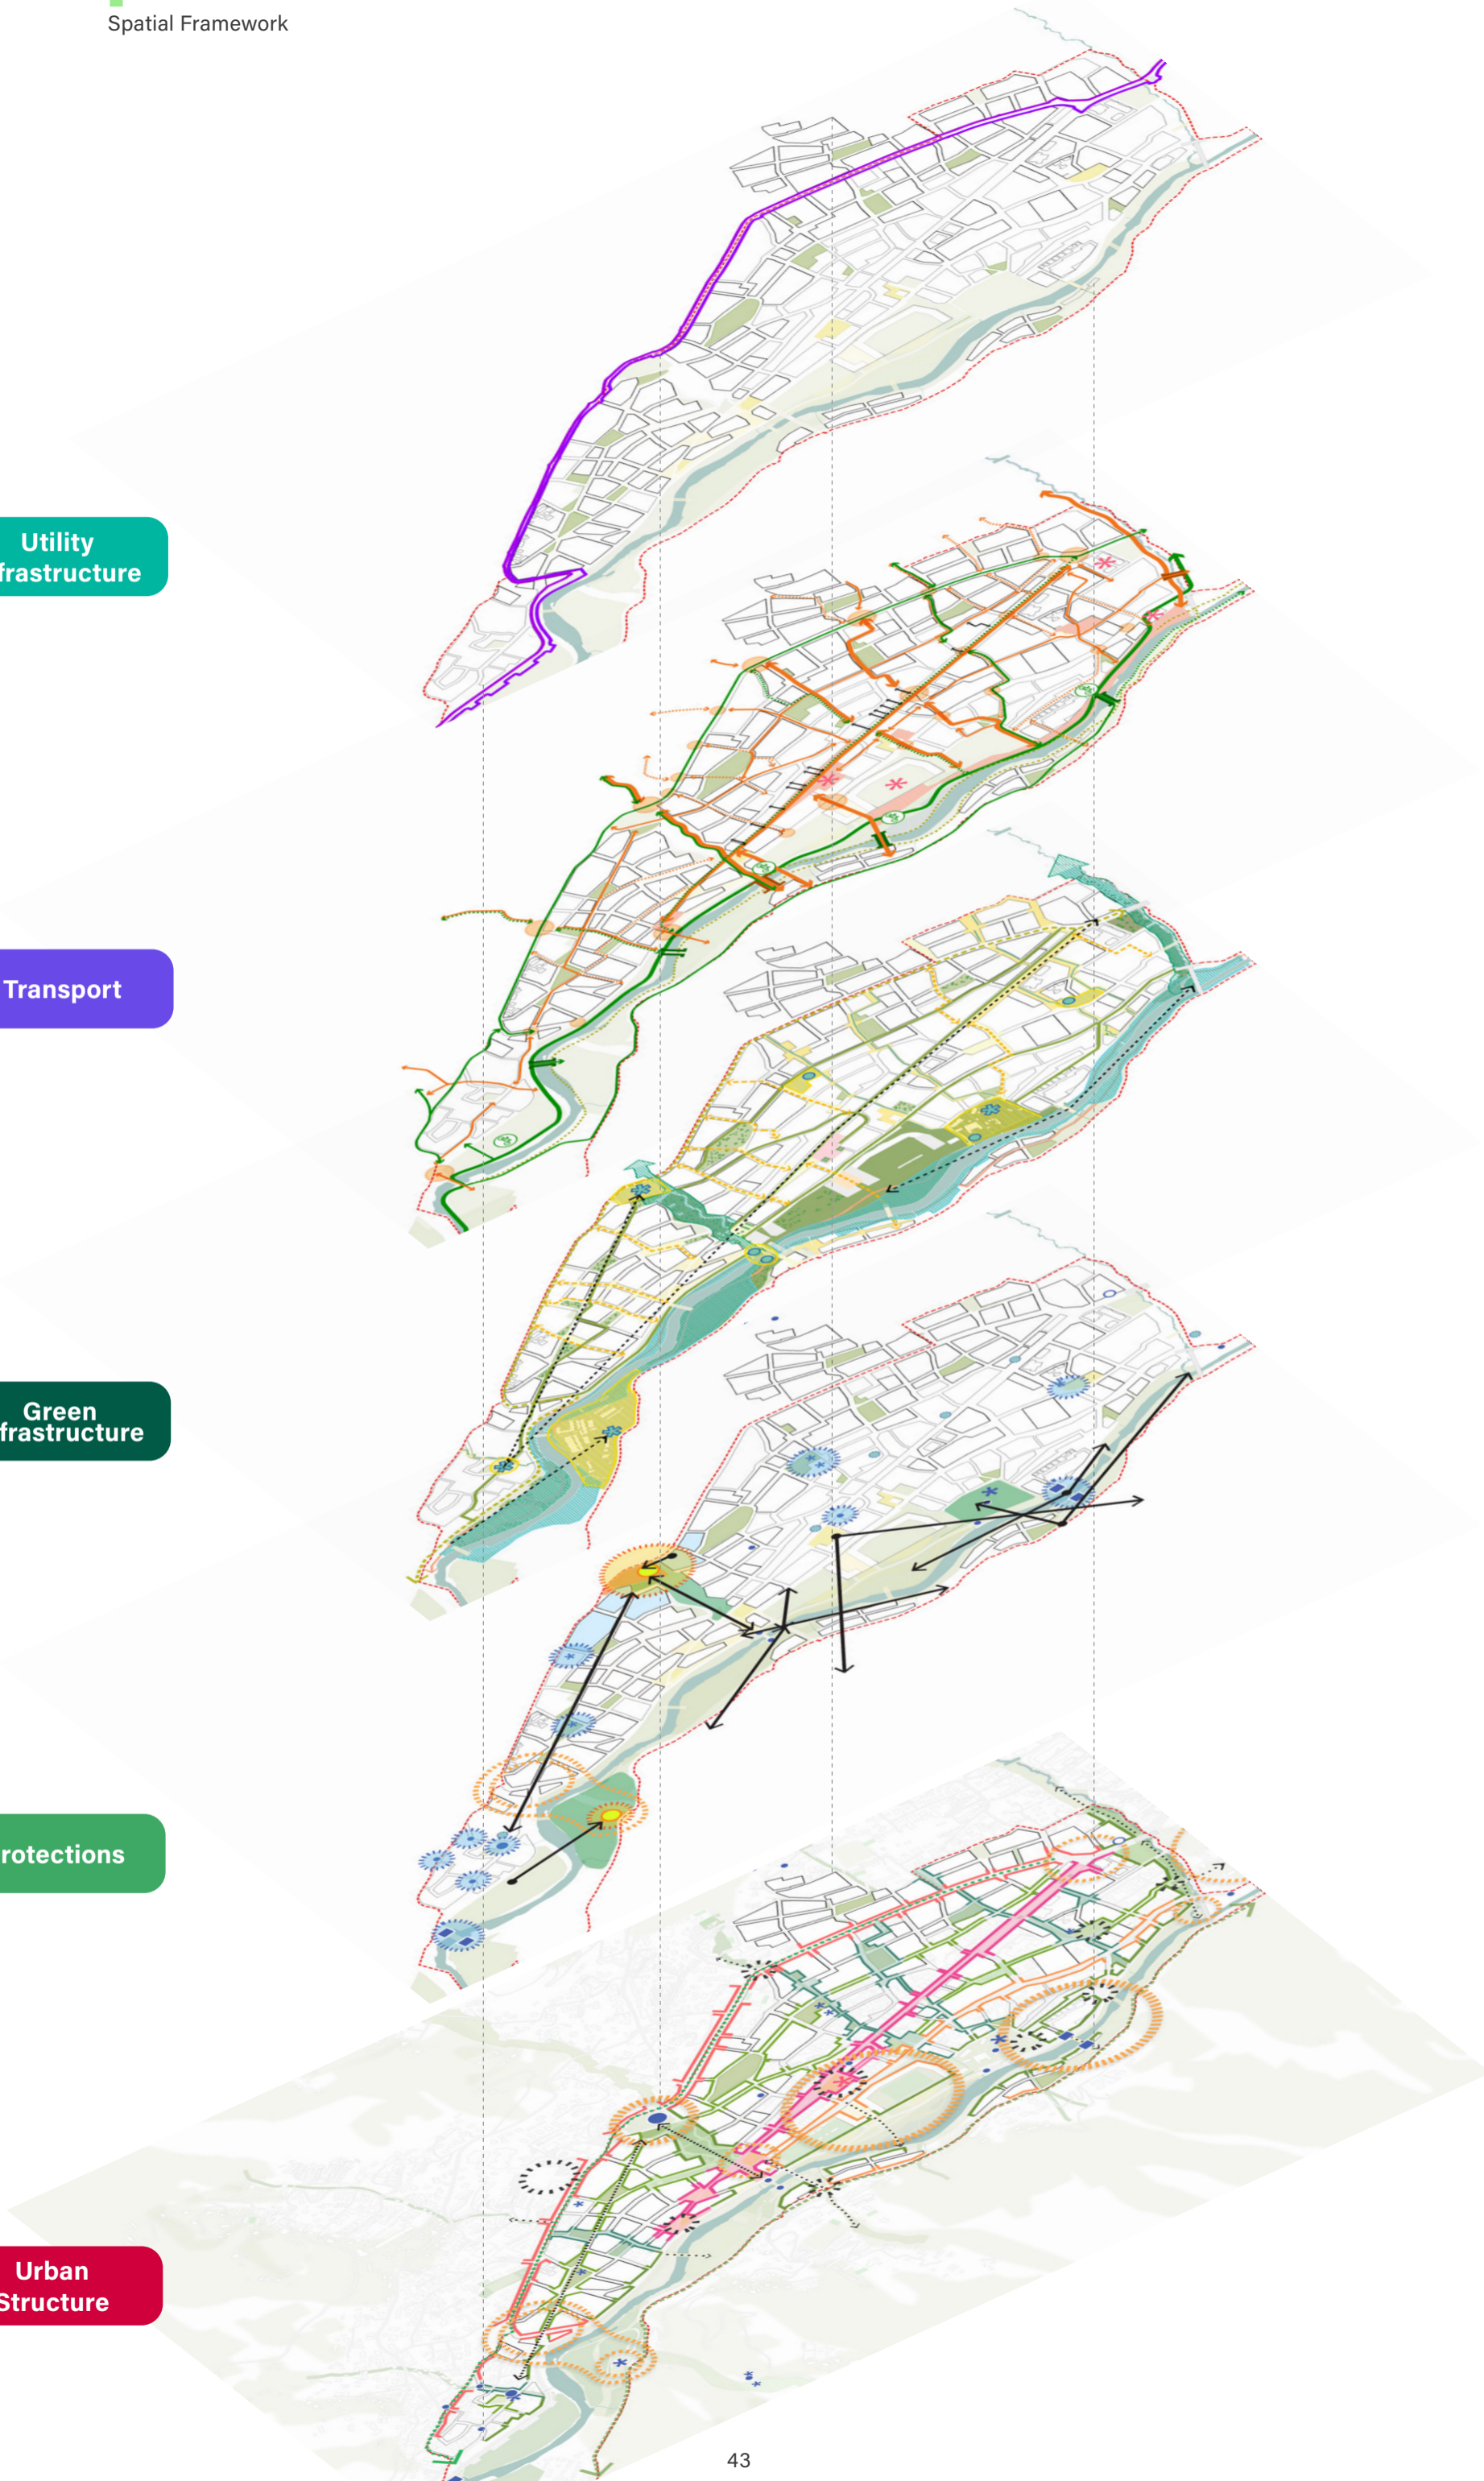 Spatial Framework
Utility
frastructure
Transport
Green
frastructure
rotections
Urban
Structure
43